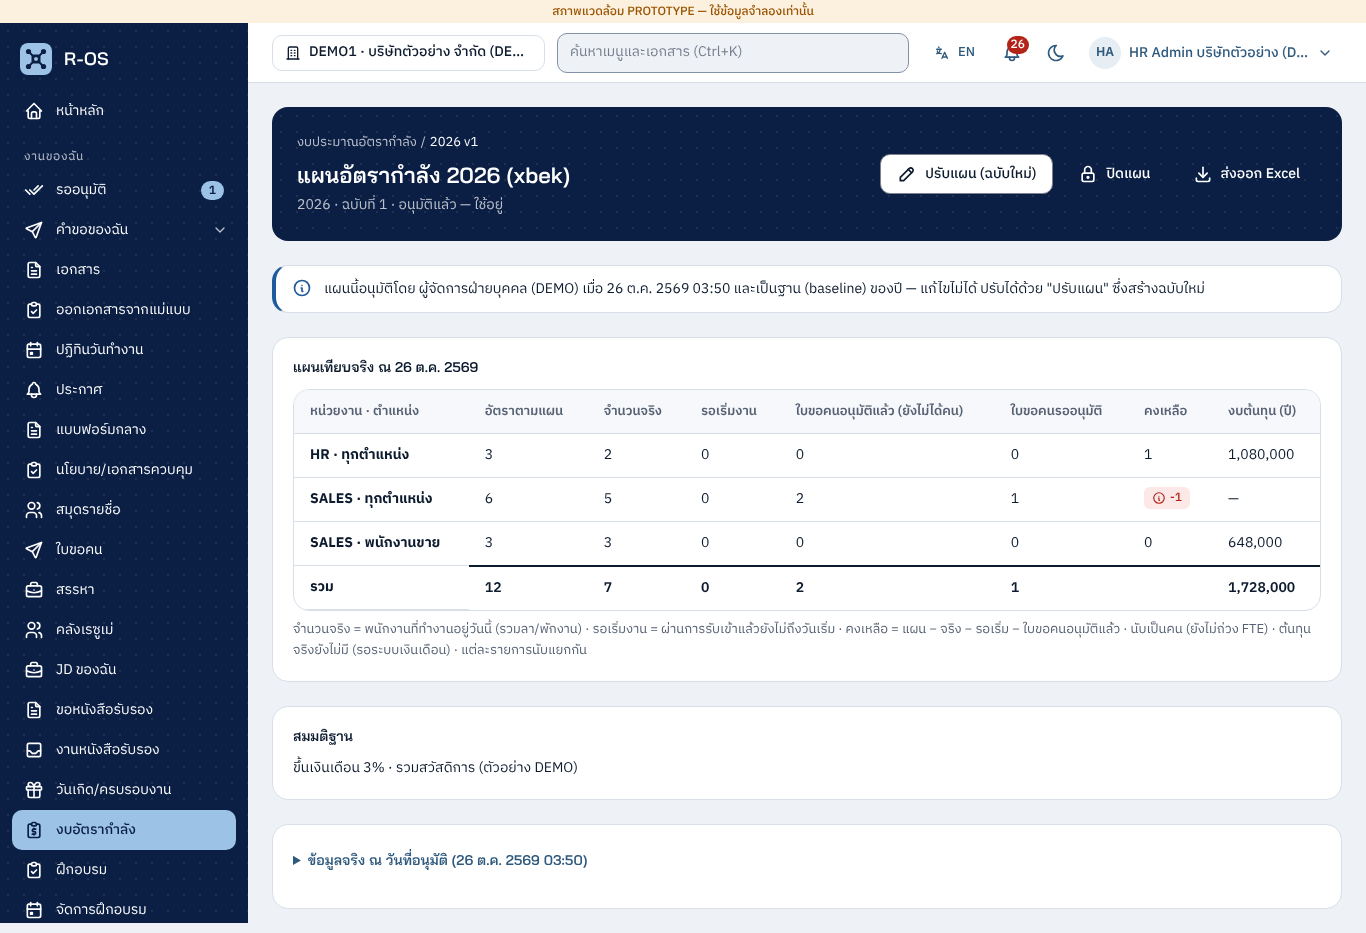 สภาพแวดล้อม PROTOTYPE — ใช้ข้อมูลจำลองเท่านั้น
R-OS
DEMO1 · บริษัทตัวอย่าง จำกัด (DE...
ค้นหาเมนูและเอกสาร (Ctrl+K)
EN
26
HA
HR Admin บริษัทตัวอย่าง (D...
หน้าหลัก
งานของฉัน
รออนุมัติ
1
คำขอของฉัน
เอกสาร
ออกเอกสารจากแม่แบบ
ปฏิทินวันทำงาน
ประกาศ
แบบฟอร์มกลาง
นโยบาย/เอกสารควบคุม
สมุดรายชื่อ
ใบขอคน
สรรหา
คลังเรซูเม่
JD ของฉัน
ขอหนังสือรับรอง
งานหนังสือรับรอง
วันเกิด/ครบรอบงาน
งบอัตรากำลัง
ฝึกอบรม
จัดการฝึกอบรม
งบประมาณอัตรากำลัง / 2026 v1
แผนอัตรากำลัง 2026 (xbek)
2026 · ฉบับที่ 1 · อนุมัติแล้ว — ใช้อยู่
ปรับแผน (ฉบับใหม่)
ปิดแผน
ส่งออก Excel
แผนนี้อนุมัติโดย ผู้จัดการฝ่ายบุคคล (DEMO) เมื่อ 26 ต.ค. 2569 03:50 และเป็นฐาน (baseline) ของปี — แก้ไขไม่ได้ ปรับได้ด้วย "ปรับแผน" ซึ่งสร้างฉบับใหม่
แผนเทียบจริง ณ 26 ต.ค. 2569
หน่วยงาน · ตำแหน่ง อัตราตามแผน จำนวนจริง รอเริ่มงาน ใบขอคนอนุมัติแล้ว (ยังไม่ได้คน) ใบขอคนรออนุมัติ คงเหลือ งบต้นทุน (ปี)
HR · ทุกตำแหน่ง 3 2 0 0 0 1 1,080,000
SALES · ทุกตำแหน่ง 6 5 0 2 1 -1 —
SALES · พนักงานขาย 3 3 0 0 0 0 648,000
รวม 12 7 0 2 1 1,728,000
จำนวนจริง = พนักงานที่ทำงานอยู่วันนี้ (รวมลา/พักงาน) · รอเริ่มงาน = ผ่านการรับเข้าแล้วยังไม่ถึงวันเริ่ม · คงเหลือ = แผน − จริง − รอเริ่ม − ใบขอคนอนุมัติแล้ว · นับเป็นคน (ยังไม่ถ่วง FTE) · ต้นทุน
จริงยังไม่มี (รอระบบเงินเดือน) · แต่ละรายการนับแยกกัน
สมมติฐาน
ขึ้นเงินเดือน 3% · รวมสวัสดิการ (ตัวอย่าง DEMO)
ข้อมูลจริง ณ วันที่อนุมัติ (26 ต.ค. 2569 03:50)